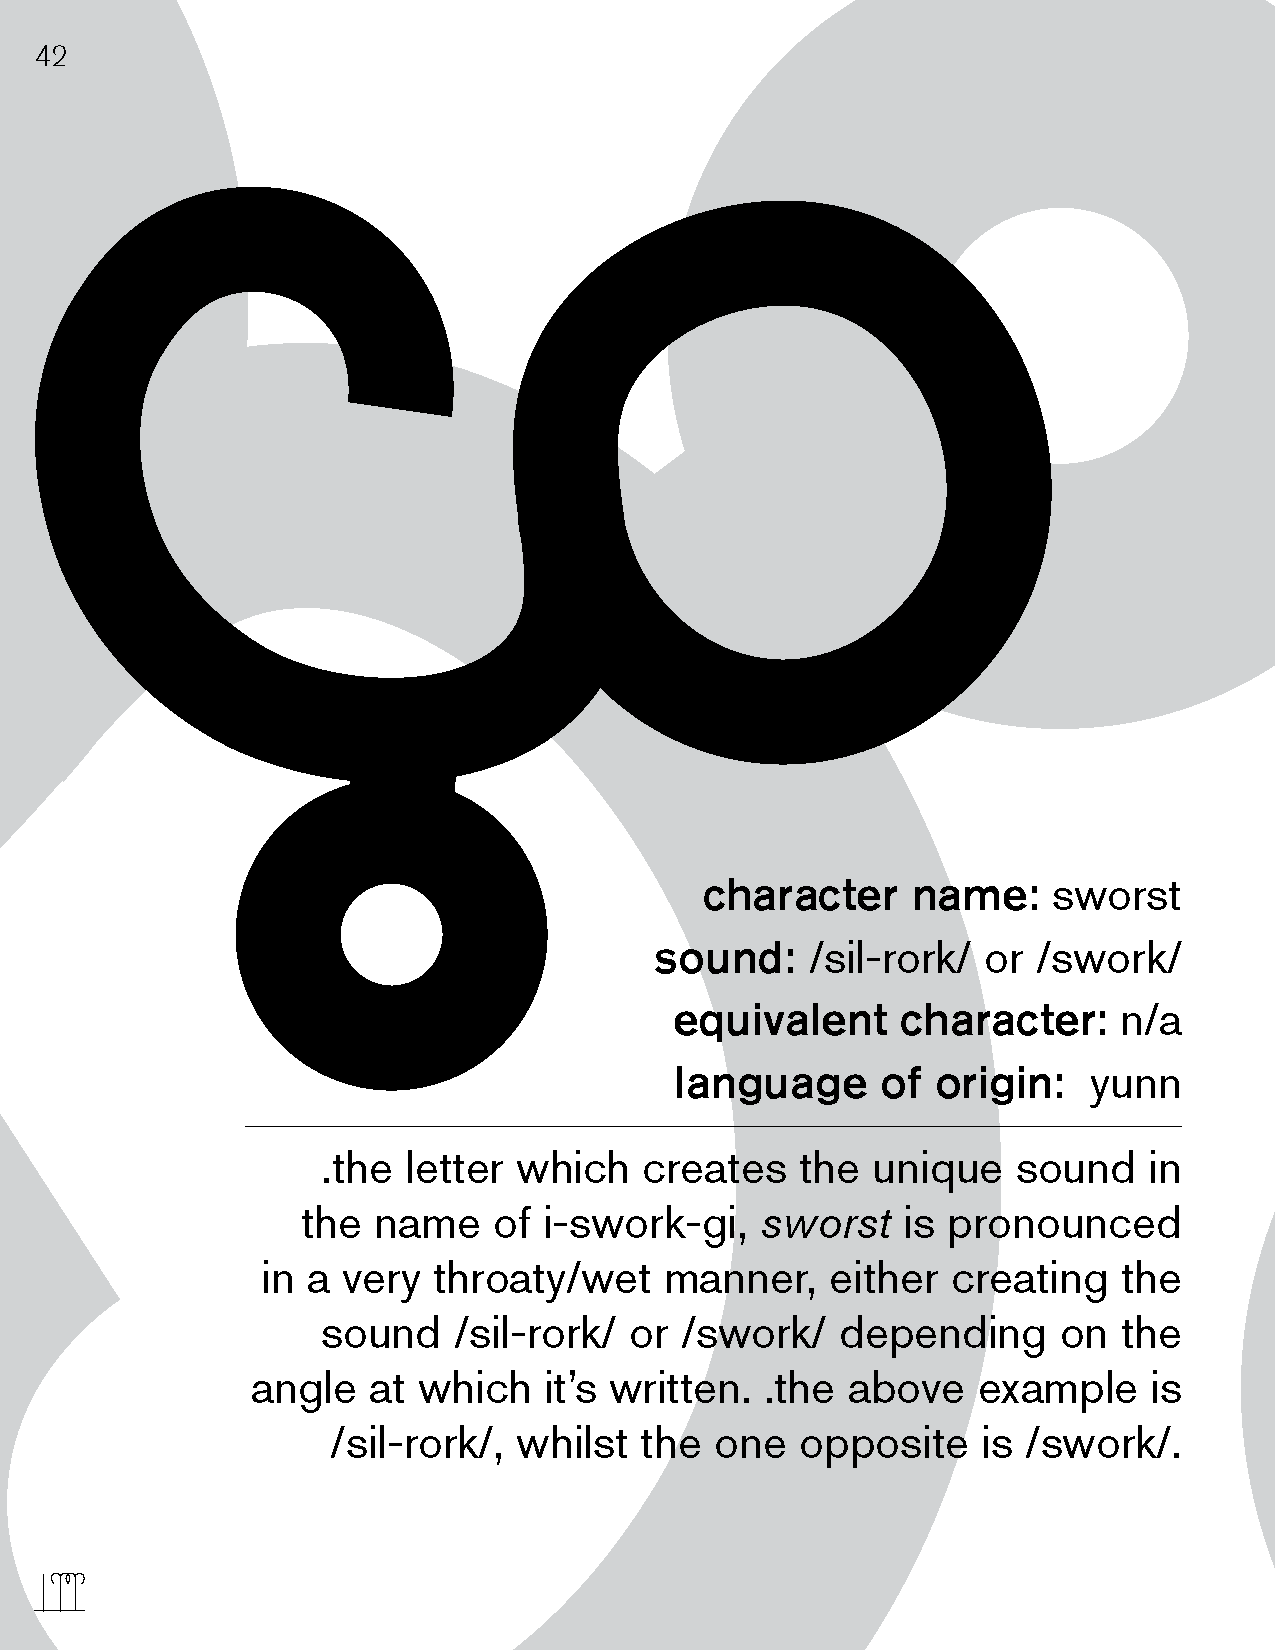 42
character name: sworst
sound: /sil-rork/ or /swork/
equivalent character: n/a
language of origin: yunn
.the letter which creates the unique sound in
the name of i-swork-gi, sworst is pronounced
in a very throaty/wet manner, either creating the
sound /sil-rork/ or /swork/ depending on the
angle at which it’s written. .the above example is
/sil-rork/, whilst the one opposite is /swork/.